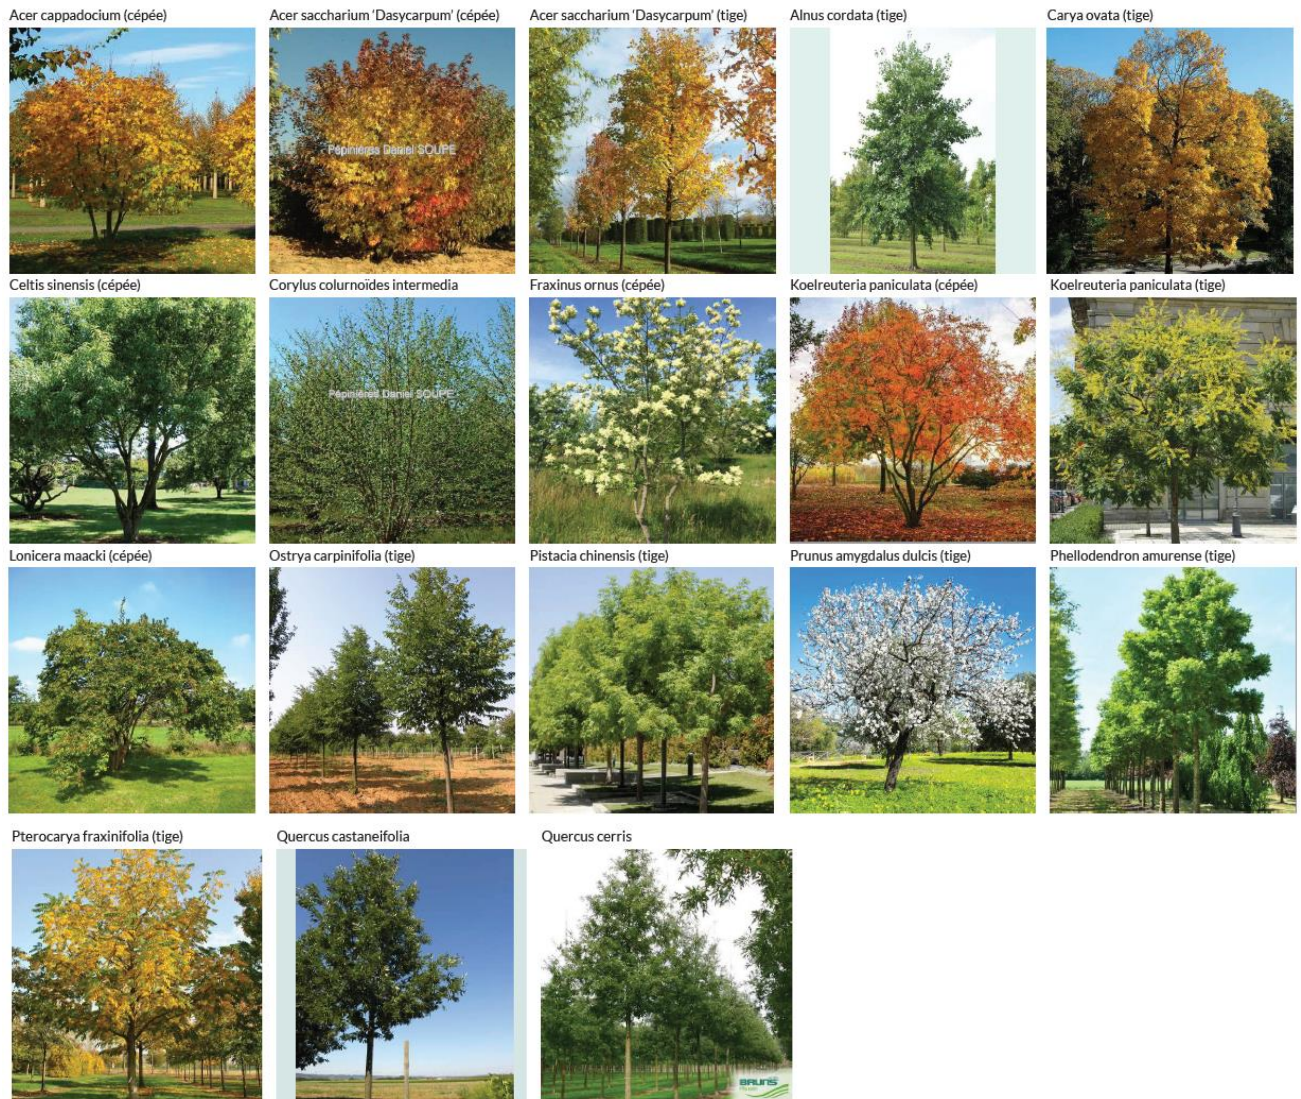 Acer cappadocium (cépée)
Acer saccharium 'Dasycarpum' (cépée)
Acer saccharium 'Dasycarpum' (tige)
Alnus cordata (tige)
Carya ovata (tige)
Pépinières Daniel SOUPE
Celtis sinensis (cépée)
Corylus colurnoïdes intermedia
Fraxinus ornus (cépée)
Koelreuteria paniculata (cépée)
Koelreuteria paniculata (tige)
Pépinières Daniel SOUPE
Lonicera maacki (cépée)
Ostrya carpinifolia (tige)
Pistacia chinensis (tige)
Prunus amygdalus dulcis (tige)
Phellodendron amurense (tige)
Pterocarya fraxinifolia (tige)
Quercus castaneifolia
Quercus cerris
BRUNS